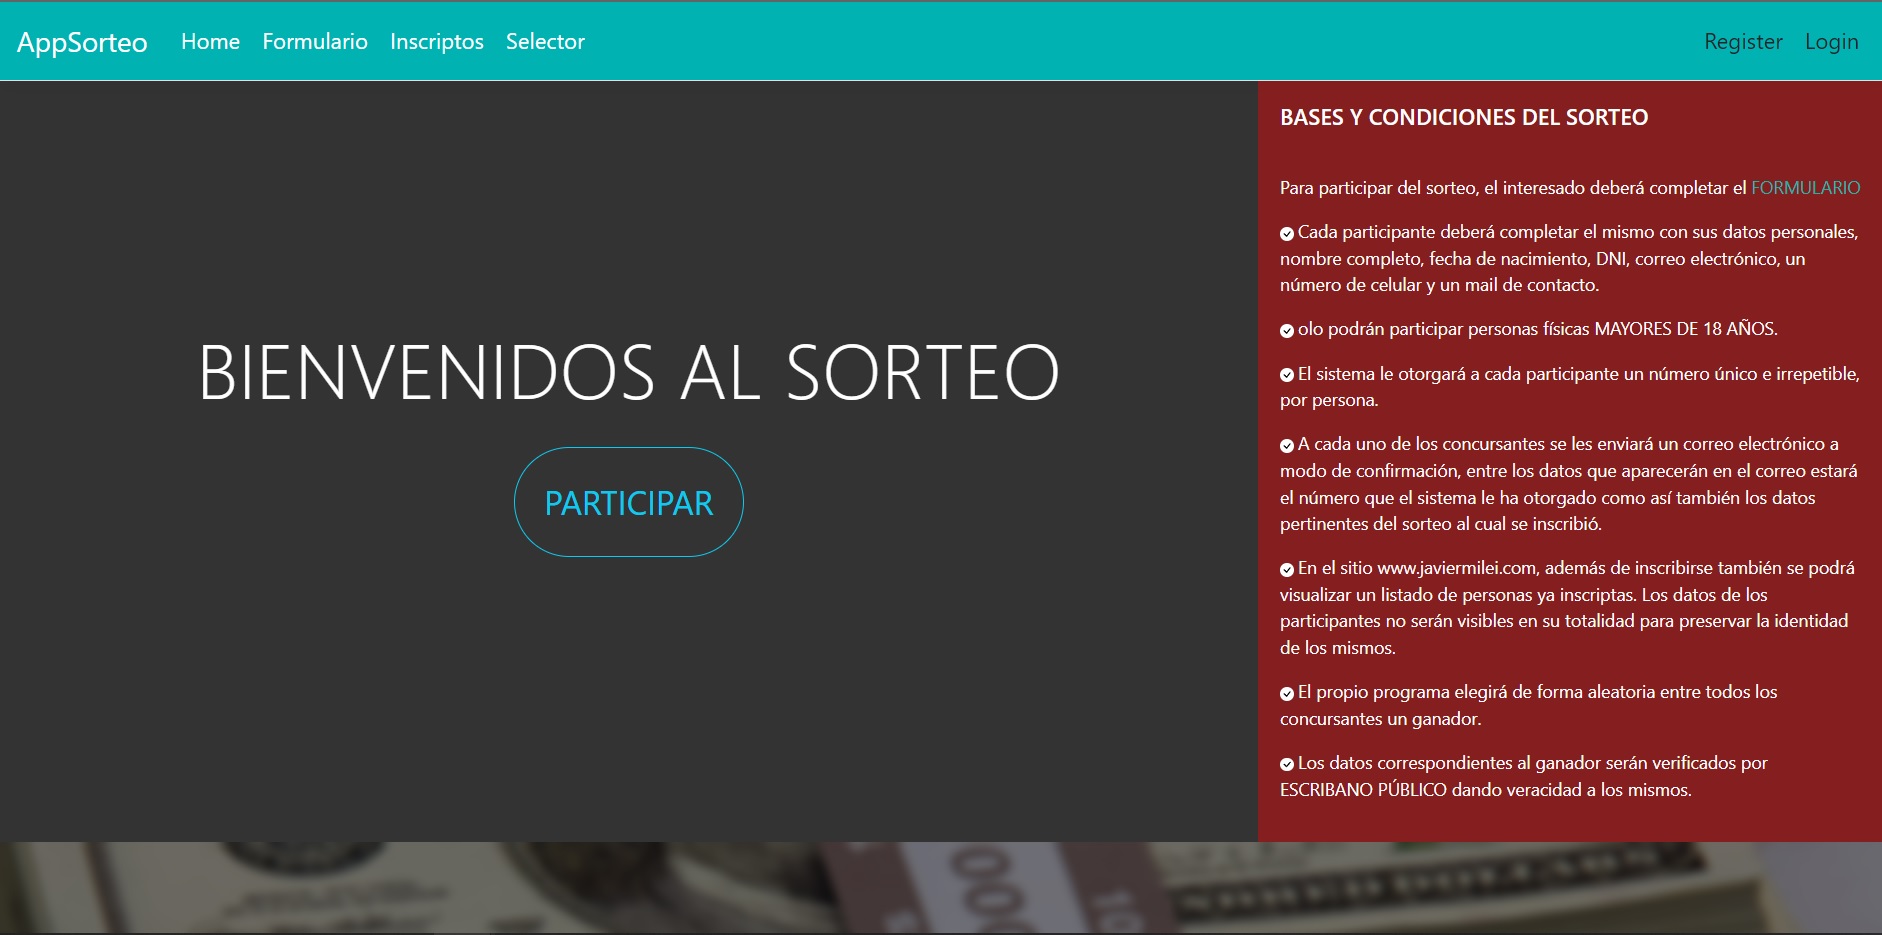 AppSorteo Home Formulario Inscriptos Selector Register Login
BIENVENIDOS AL SORTEO
PARTICIPAR
BASES Y CONDICIONES DEL SORTEO
Para participar del sorteo, el interesado deberá completar el FORMULARIO
Cada participante deberá completar el mismo con sus datos personales,
nombre completo, fecha de nacimiento, DNI, correo electrónico, un
número de celular y un mail de contacto.
olo podrán participar personas físicas MAYORES DE 18 AÑOS.
El sistema le otorgará a cada participante un número único e irrepetible,
por persona.
A cada uno de los concursantes se les enviará un correo electrónico a
modo de confirmación, entre los datos que aparecerán en el correo estará
el número que el sistema le ha otorgado como así también los datos
pertinentes del sorteo al cual se inscribió.
En el sitio www.javiermilei.com, además de inscribirse también se podrá
visualizar un listado de personas ya inscriptas. Los datos de los
participantes no serán visibles en su totalidad para preservar la identidad
de los mismos.
El propio programa elegirá de forma aleatoria entre todos los
concursantes un ganador.
Los datos correspondientes al ganador serán verificados por
ESCRIBANO PÚBLICO dando veracidad a los mismos.